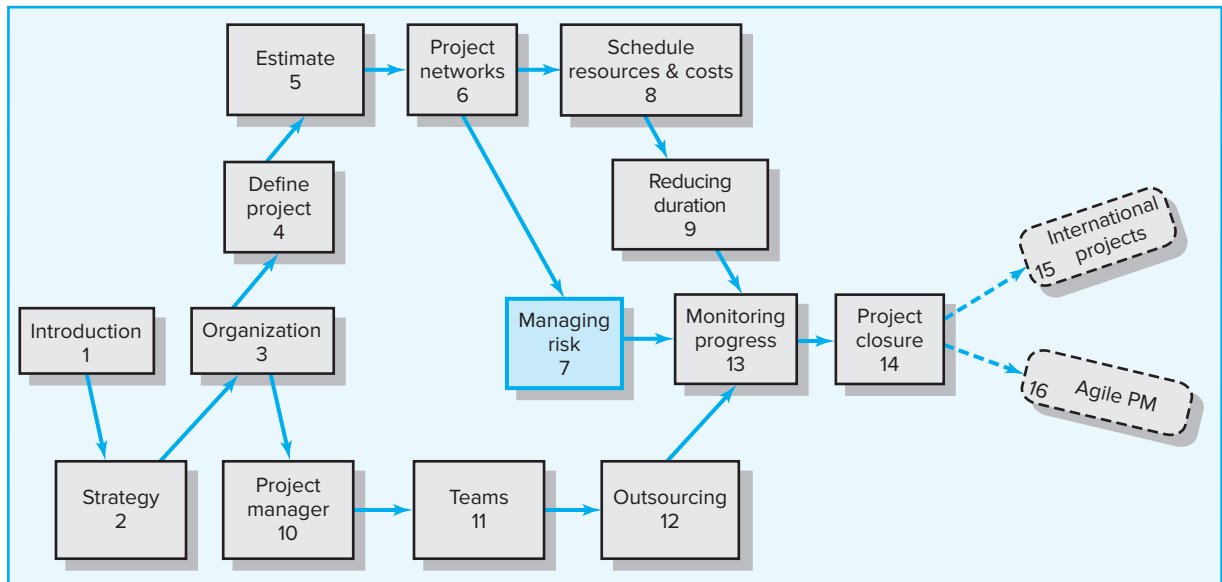 Estimate
5
Project
networks
6
Schedule
resources & costs
8
Define
project
4
Reducing
duration
9
International
projects
15
Introduction
1
Organization
3
Managing
risk
7
Monitoring
progress
13
Project
closure
14
16 Agile PM
Strategy
2
Project
manager
10
Teams
11
Outsourcing
12